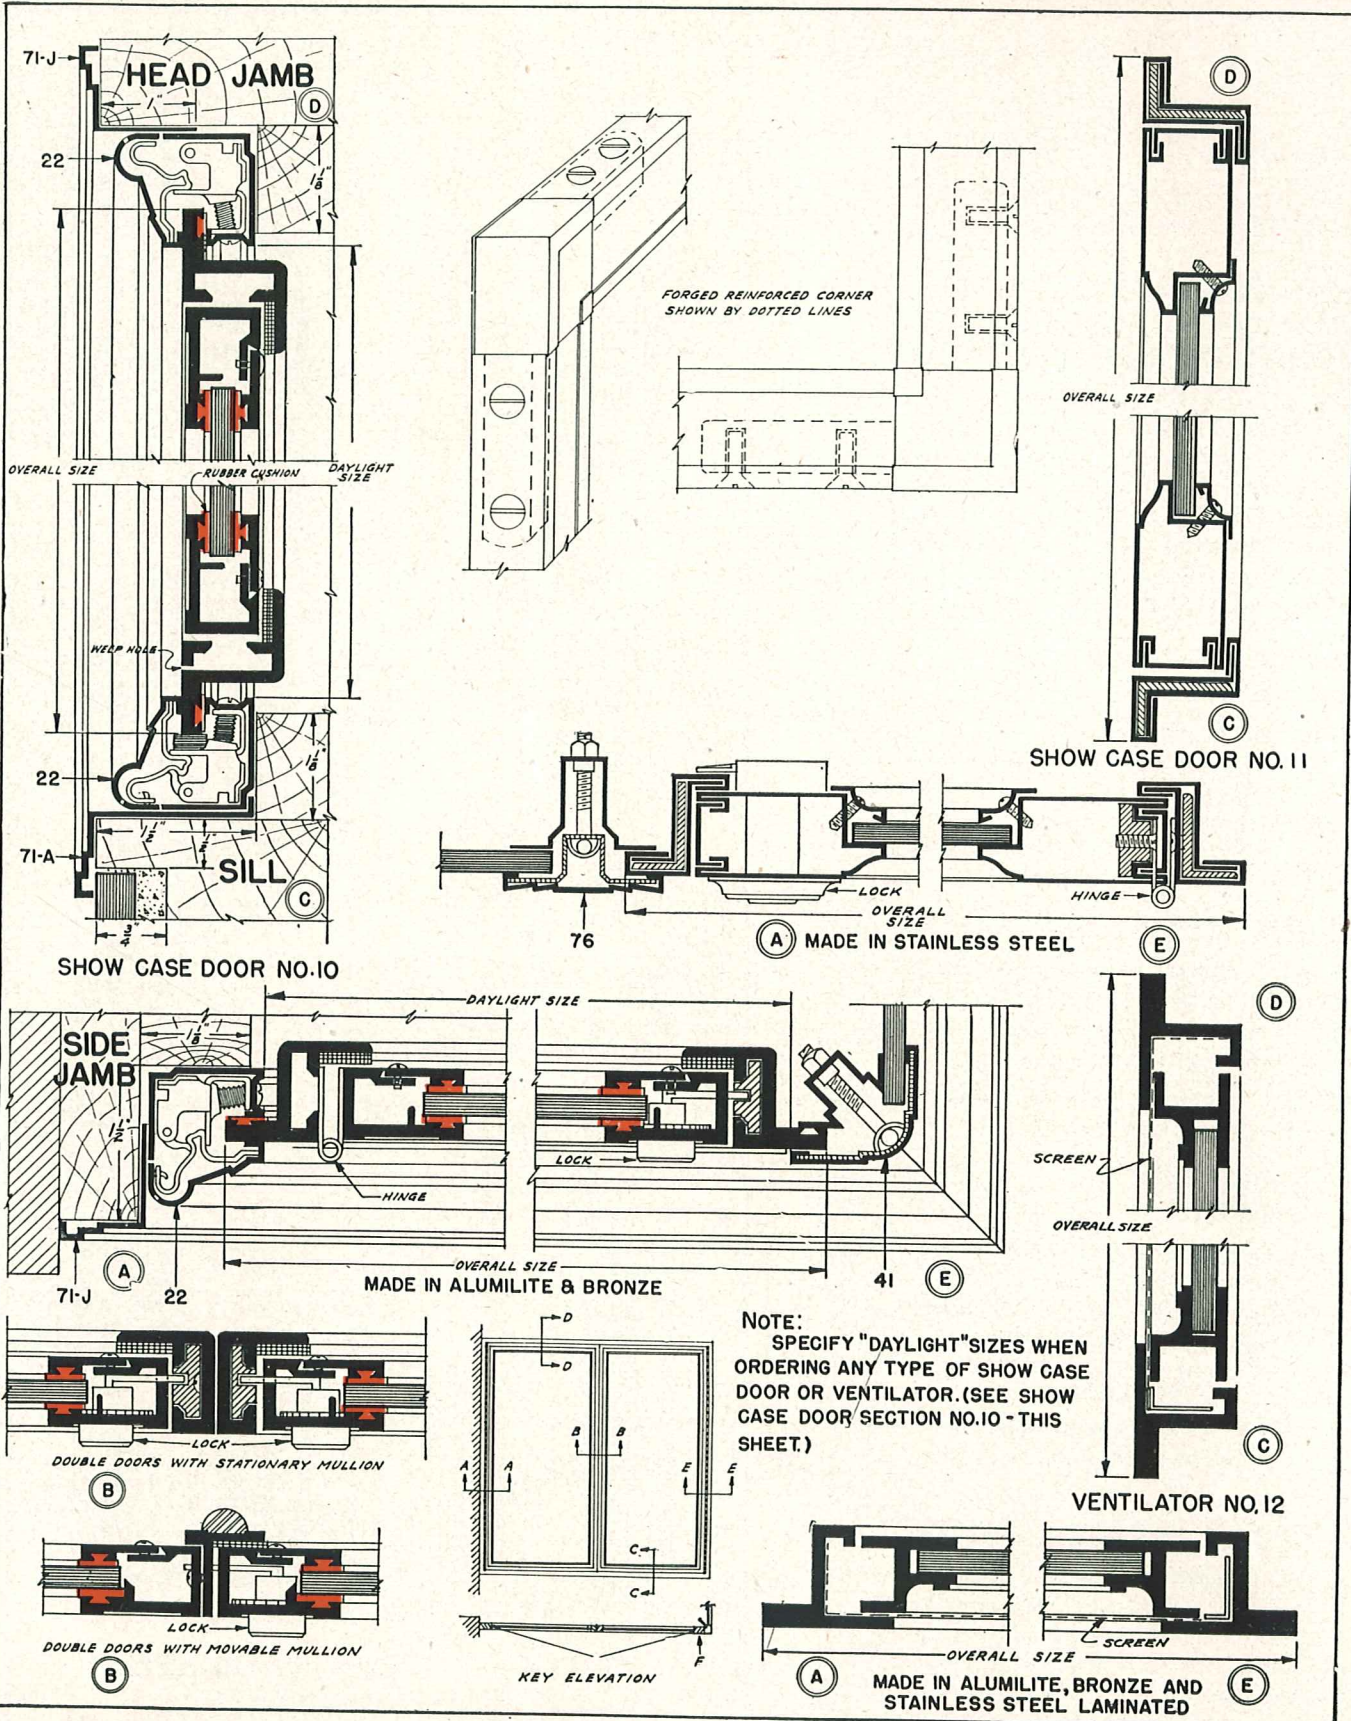 71-J
HEAD JAMB
D
1"
22
1 1/8"
OVERALL SIZE
RUBBER CUSHION
DAYLIGHT
SIZE
WEEP HOLE
22
1 1/8"
1 1/2"
1/2"
71-A
SILL
C
3/4"
SHOW CASE DOOR NO.10
FORGED REINFORCED CORNER
SHOWN BY DOTTED LINES
D
OVERALL SIZE
C
SHOW CASE DOOR NO.11
LOCK
HINGE
OVERALL
SIZE
76
A
MADE IN STAINLESS STEEL
E
DAYLIGHT SIZE
SIDE
JAMB
1 1/8"
1 1/2"
LOCK
HINGE
OVERALL SIZE
A
71-J
22
MADE IN ALUMILITE & BRONZE
41
E
D
SCREEN
OVERALL SIZE
C
VENTILATOR NO.12
LOCK
DOUBLE DOORS WITH STATIONARY MULLION
B
LOCK
DOUBLE DOORS WITH MOVABLE MULLION
B
D
D
B
B
A
A
E
E
C
C
F
KEY ELEVATION
NOTE:
SPECIFY "DAYLIGHT" SIZES WHEN
ORDERING ANY TYPE OF SHOW CASE
DOOR OR VENTILATOR. (SEE SHOW
CASE DOOR SECTION NO.10 - THIS
SHEET.)
SCREEN
OVERALL SIZE
A
MADE IN ALUMILITE, BRONZE AND
STAINLESS STEEL LAMINATED
E